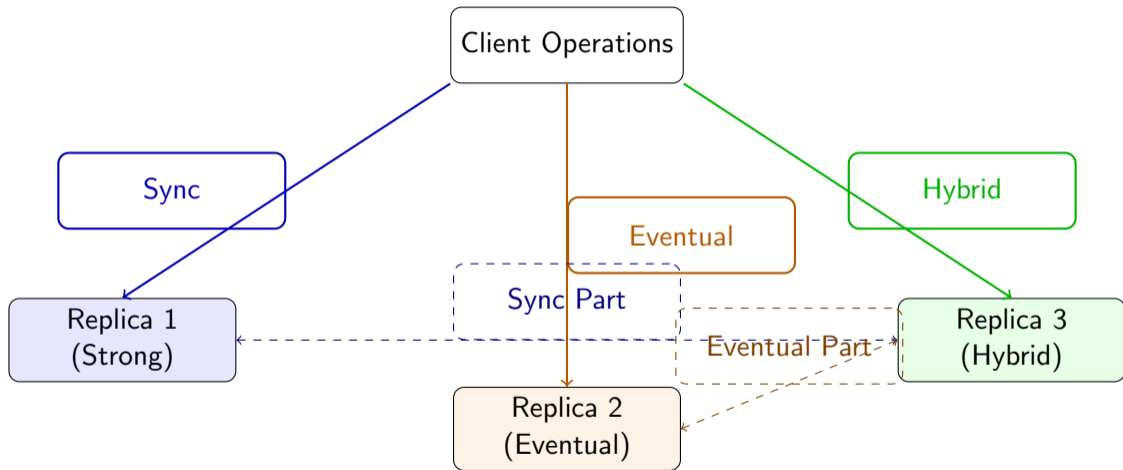 Client Operations
Sync
Hybrid
Eventual
Sync Part
Replica 1
(Strong)
Eventual Part
Replica 3
(Hybrid)
Replica 2
(Eventual)